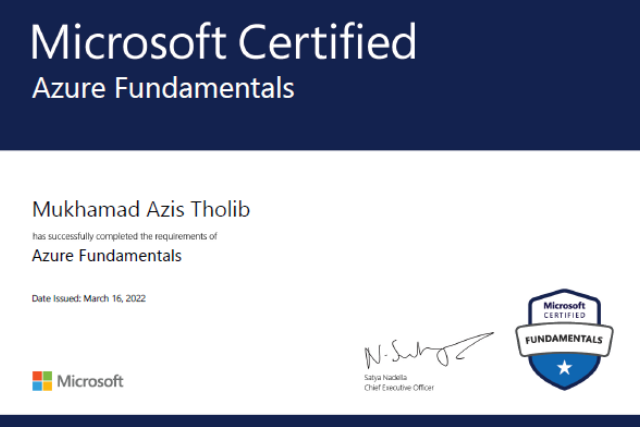 Microsoft Certified
Azure Fundamentals
Mukhamad Azis Tholib
has successfully completed the requirements of
Azure Fundamentals
Date Issued: March 16, 2022
Microsoft
CERTIFIED
FUNDAMENTALS
Satya Nadella
Chief Executive Officer
Microsoft